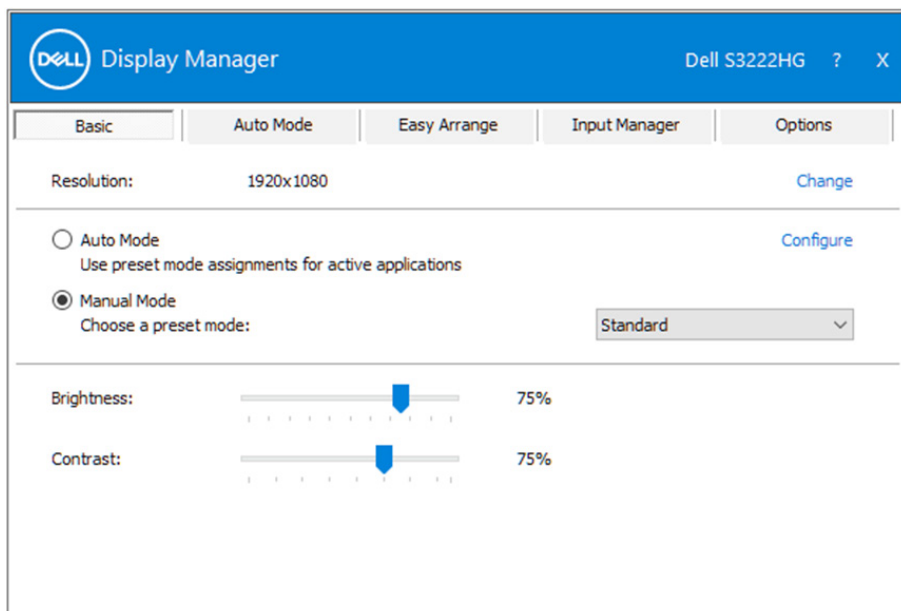 DELL Display Manager Dell S3222HG ? X
Basic Auto Mode Easy Arrange Input Manager Options
Resolution: 1920x1080 Change
Auto Mode Configure
Use preset mode assignments for active applications
Manual Mode
Choose a preset mode: Standard
Brightness: 75%
Contrast: 75%